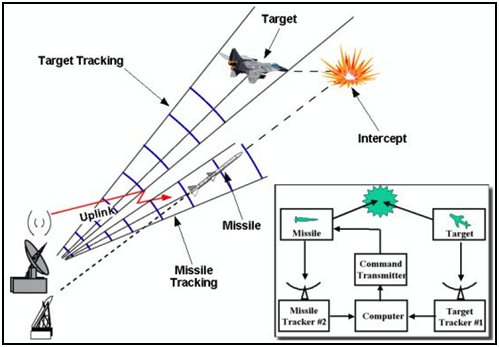 Target
Target Tracking
Intercept
Uplink
Missile
Missile
Tracking
Missile
Target
Command
Transmitter
Missile
Tracker #2
Computer
Target
Tracker #1